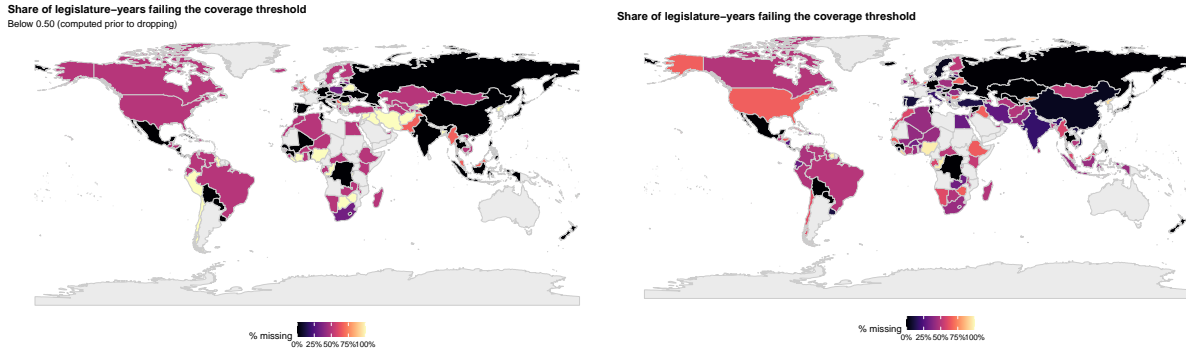 Share of legislature−years failing the coverage threshold
Below 0.50 (computed prior to dropping)
% missing
0% 25% 50% 75% 100%
Share of legislature−years failing the coverage threshold
% missing
0% 25% 50% 75% 100%